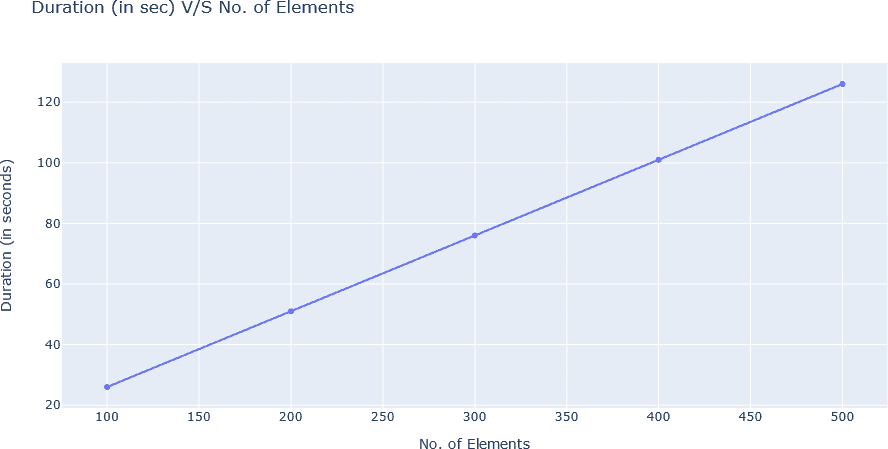 Duration (in sec) V/S No. of Elements
Duration (in seconds)
120
100
80
60
40
20
100 150 200 250 300 350 400 450 500
No. of Elements